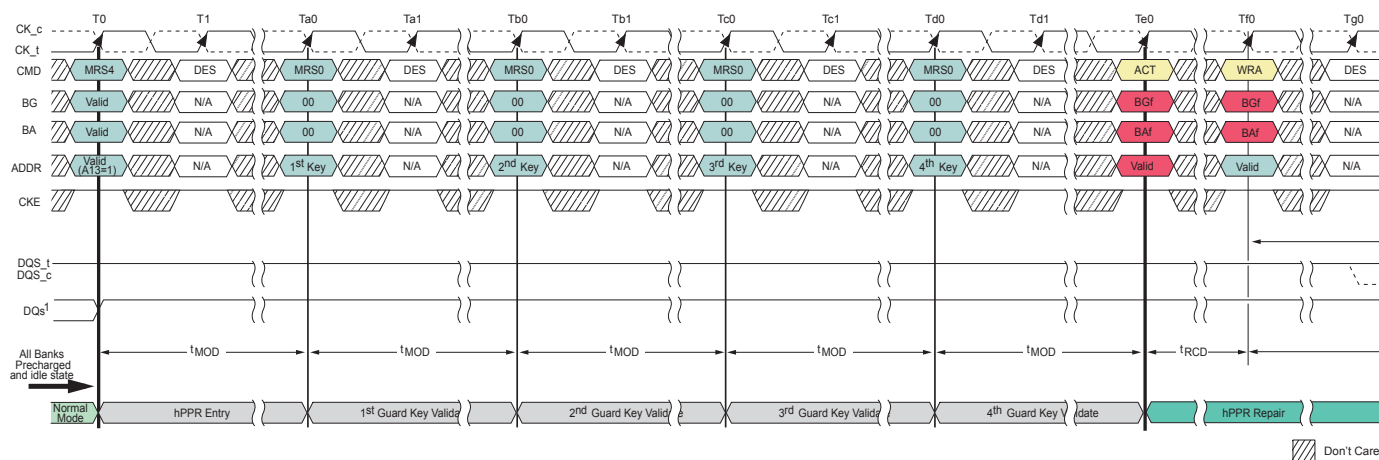 T0 T1 Ta0 Ta1 Tb0 Tb1 Tc0 Tc1 Td0 Td1 Te0 Tf0 Tg0
CK_c
CK_t
CMD MRS4 DES MRS0 DES MRS0 DES MRS0 DES MRS0 DES ACT WRA DES
BG Valid N/A 00 N/A 00 N/A 00 N/A 00 N/A BGf BGf N/A
BA Valid N/A 00 N/A 00 N/A 00 N/A 00 N/A BAf BAf N/A
ADDR Valid (A13=1) N/A 1st Key N/A 2nd Key N/A 3rd Key N/A 4th Key N/A Valid Valid N/A
CKE
DQS_t
DQS_c
DQs1
All Banks
Precharged
and idle state
tMOD tMOD tMOD tMOD tMOD tRCD
Normal Mode hPPR Entry 1st Guard Key Valida 2nd Guard Key Valid e 3rd Guard Key Valida 4th Guard Key V date hPPR Repair
Don't Care